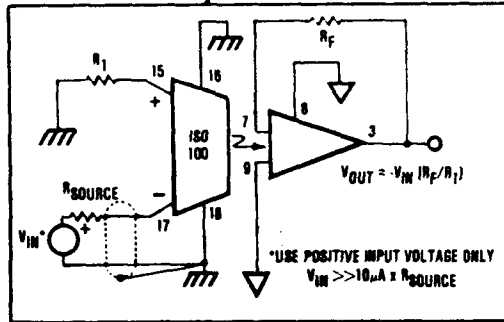 R1
15
+
16
ISO
100
7
9
8
RF
3
VOUT = -VIN (RF/R1)
RSOURCE
VIN*
+
−
17
18
*USE POSITIVE INPUT VOLTAGE ONLY
VIN >>10µA x RSOURCE